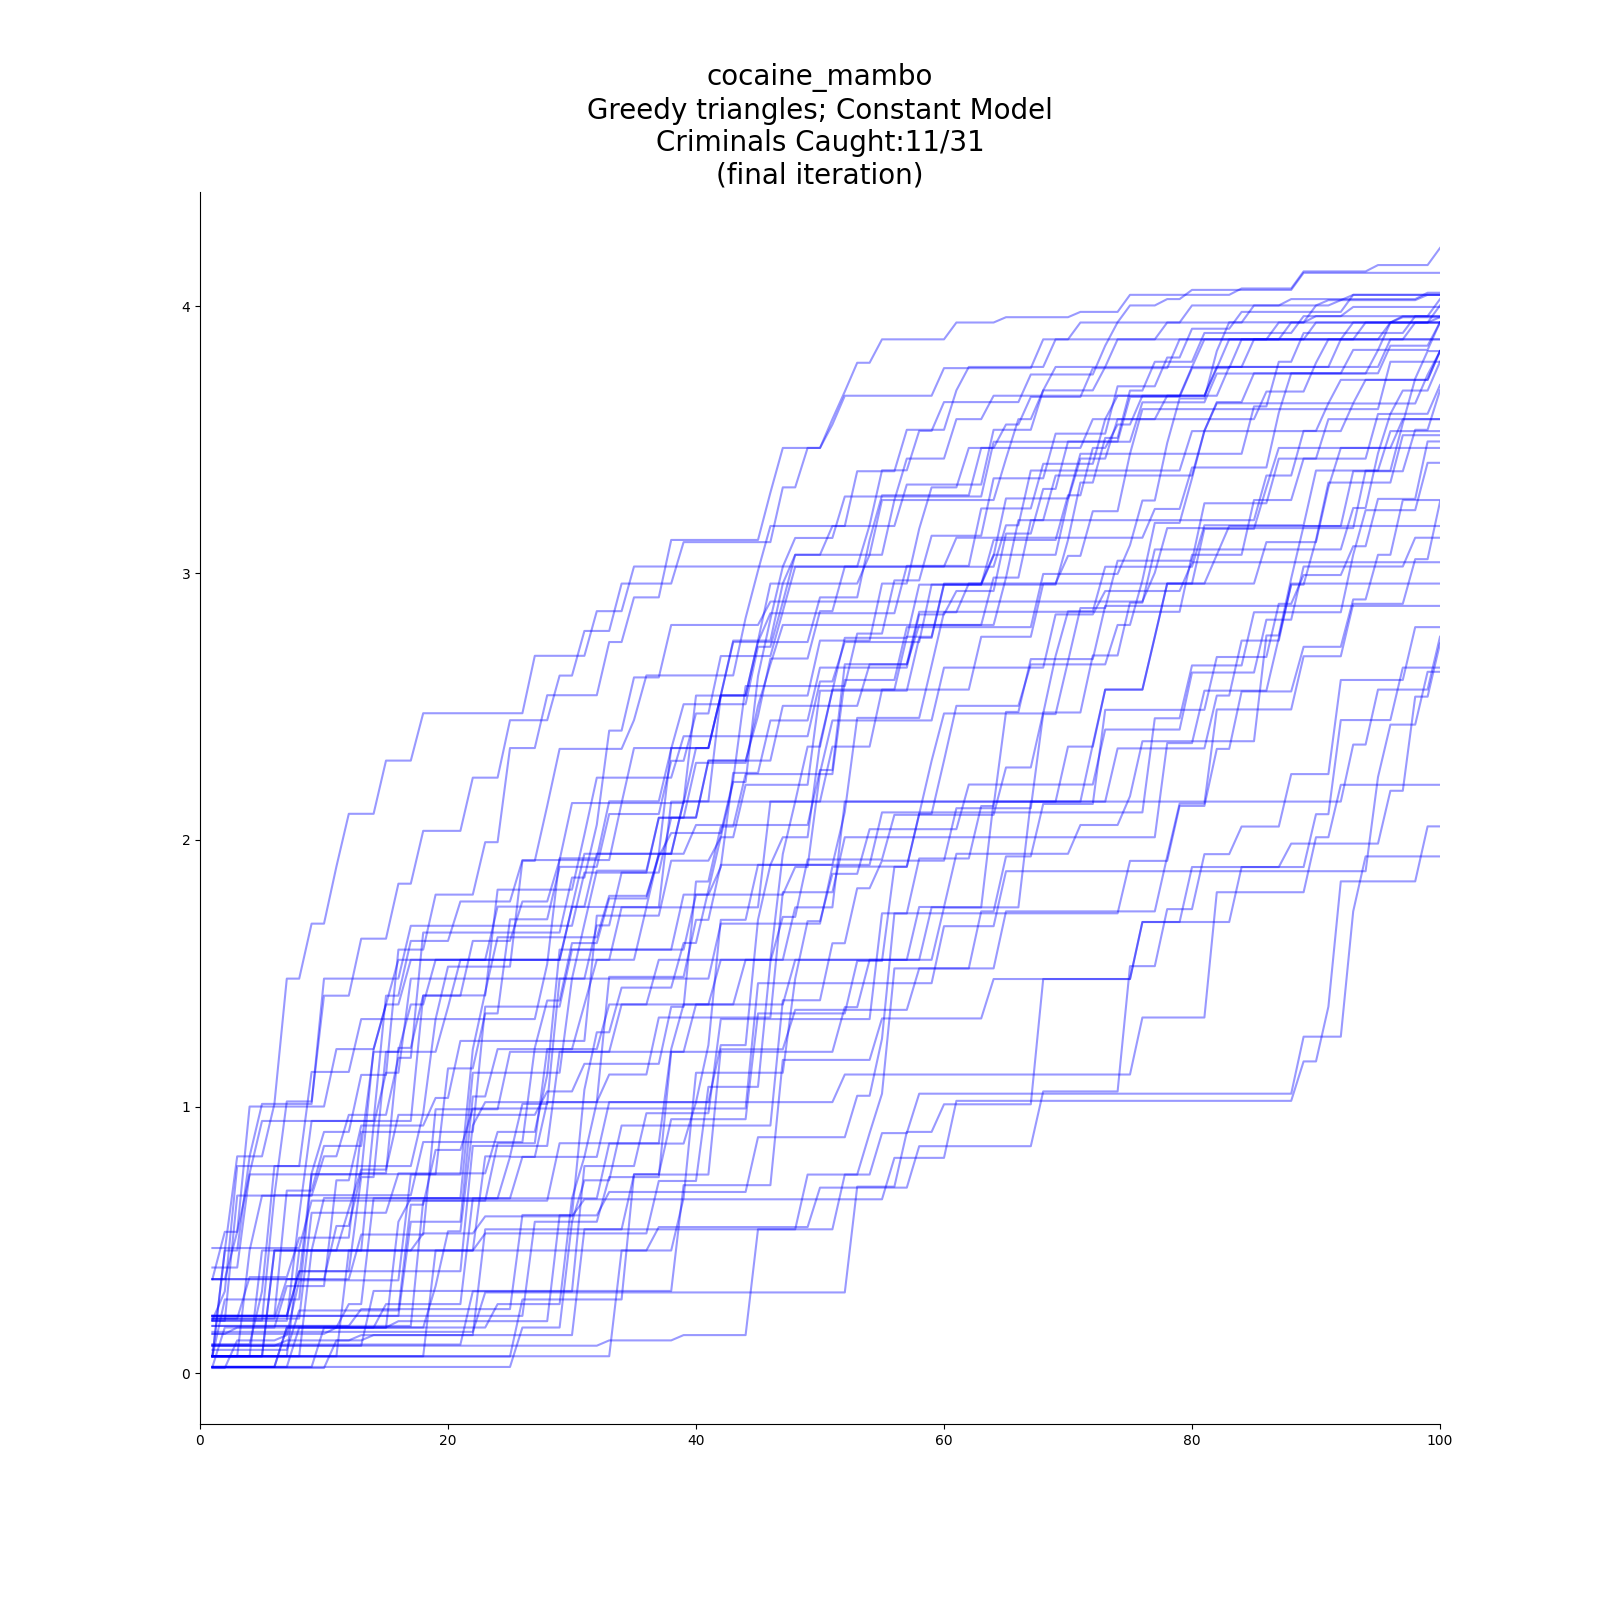 cocaine_mambo
Greedy triangles; Constant Model
Criminals Caught:11/31
(final iteration)
4
3
2
1
0
0 20 40 60 80 100